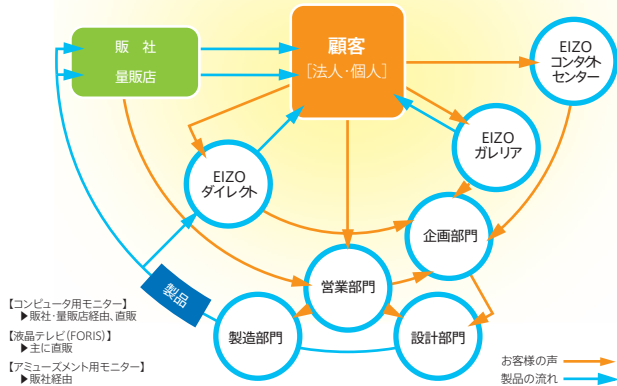 販　社
量販店
顧客
［法人・個人］
EIZO
コンタクト
センター
EIZO
ガレリア
EIZO
ダイレクト
企画部門
営業部門
製品
製造部門
設計部門
【コンピュータ用モニター】
▶販社・量販店経由、直販
【液晶テレビ（FORIS）】
▶主に直販
【アミューズメント用モニター】
▶販社経由
お客様の声
製品の流れ